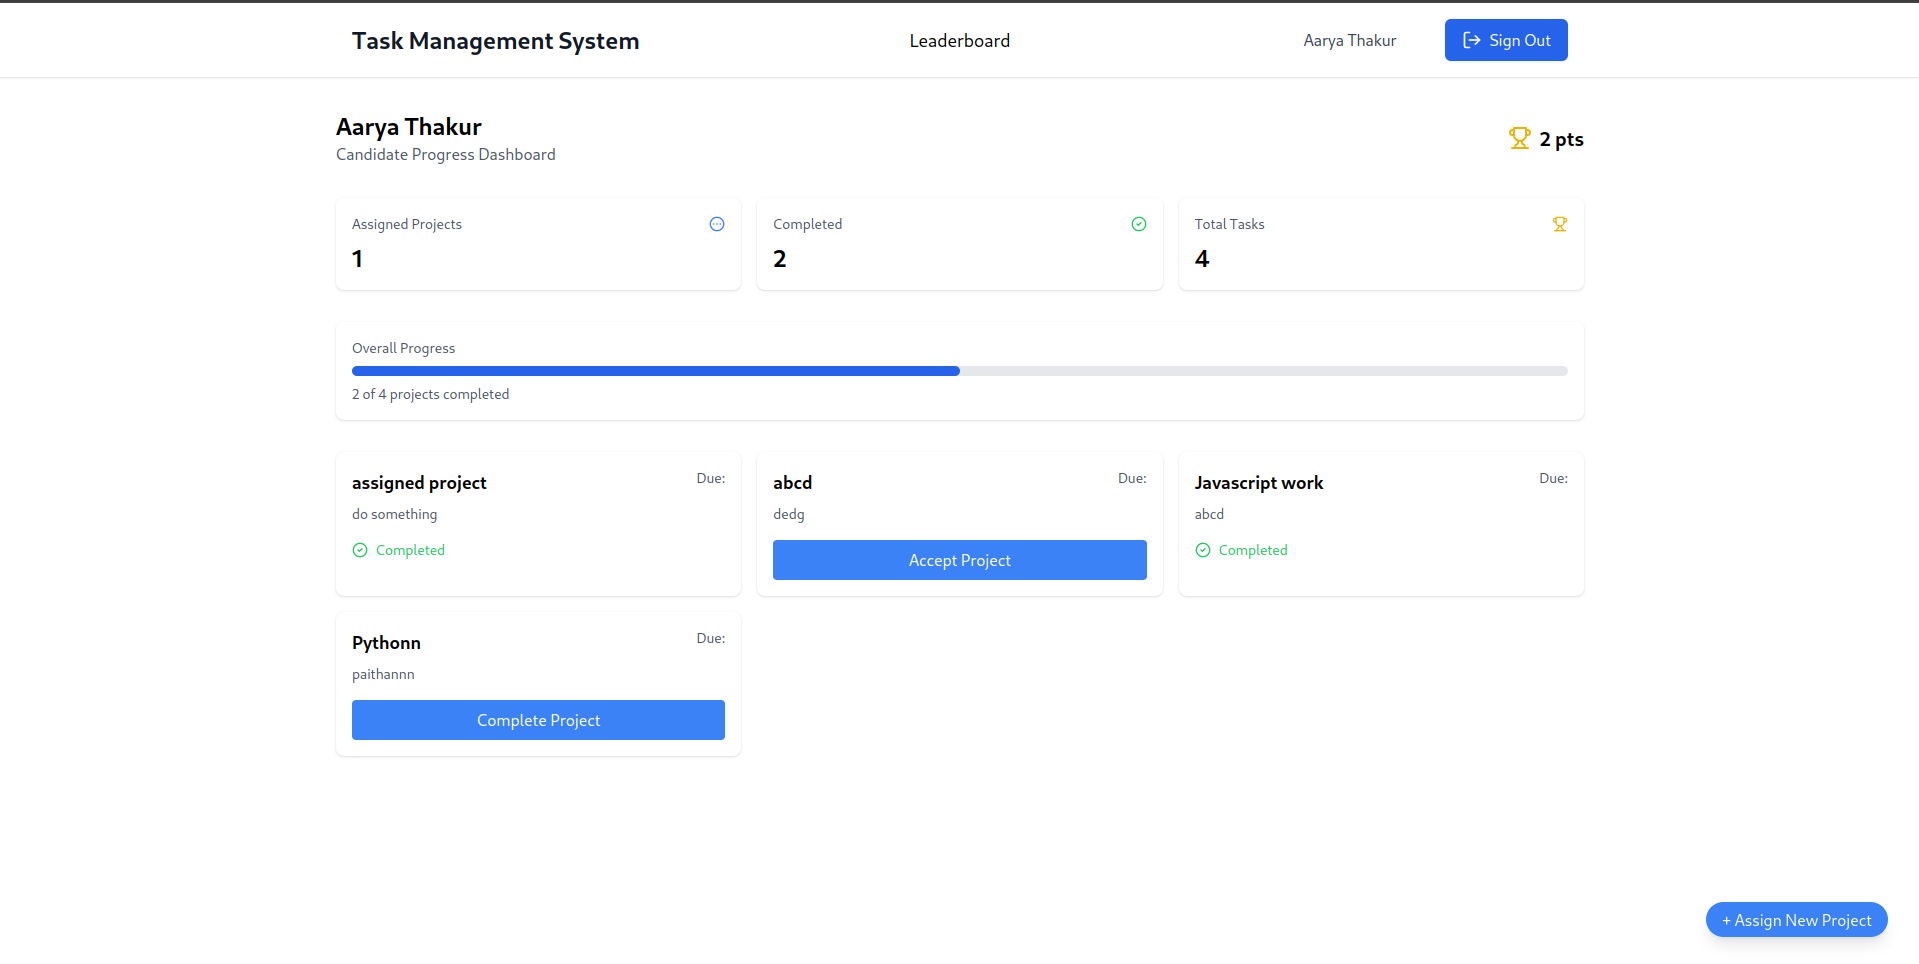 Task Management System
Leaderboard
Aarya Thakur
Sign Out
Aarya Thakur
Candidate Progress Dashboard
2 pts
Assigned Projects
1
Completed
2
Total Tasks
4
Overall Progress
2 of 4 projects completed
assigned project
Due:
do something
Completed
abcd
Due:
dedg
Accept Project
Javascript work
Due:
abcd
Completed
Pythonn
Due:
paithannn
Complete Project
+ Assign New Project